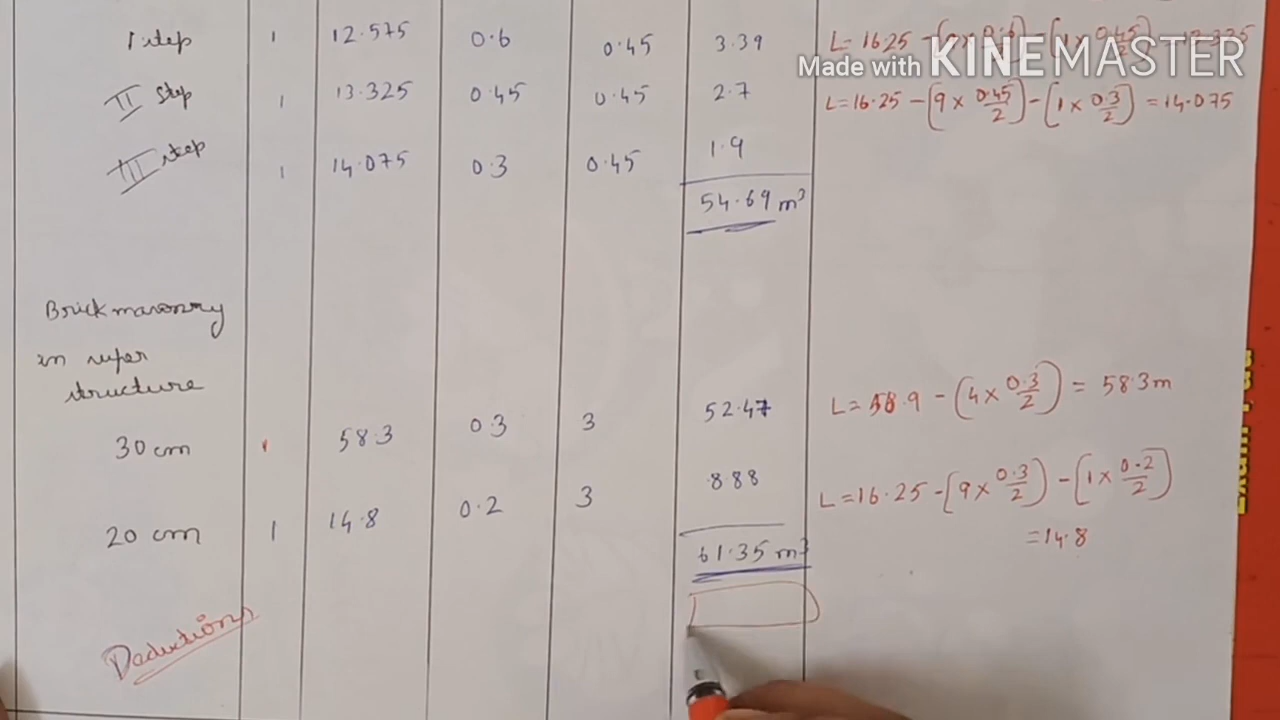 I step 1 12.575 0.6 0.45 3.39
Made with KINEMASTER
II step 1 13.325 0.45 0.45 2.7 L=16.25 - (9 × 0.45/2) - (1 × 0.3/2) = 14.075
III step 1 14.075 0.3 0.45 1.9
54.69 m³
Brick masonry
in super
structure
30 cm 1 58.3 0.3 3 52.47 L=58.9 - (4 × 0.3/2) = 58.3 m
20 cm 1 14.8 0.2 3 8.88 L=16.25 - (9 × 0.3/2) - (1 × 0.2/2)
= 14.8
61.35 m³
Deductions